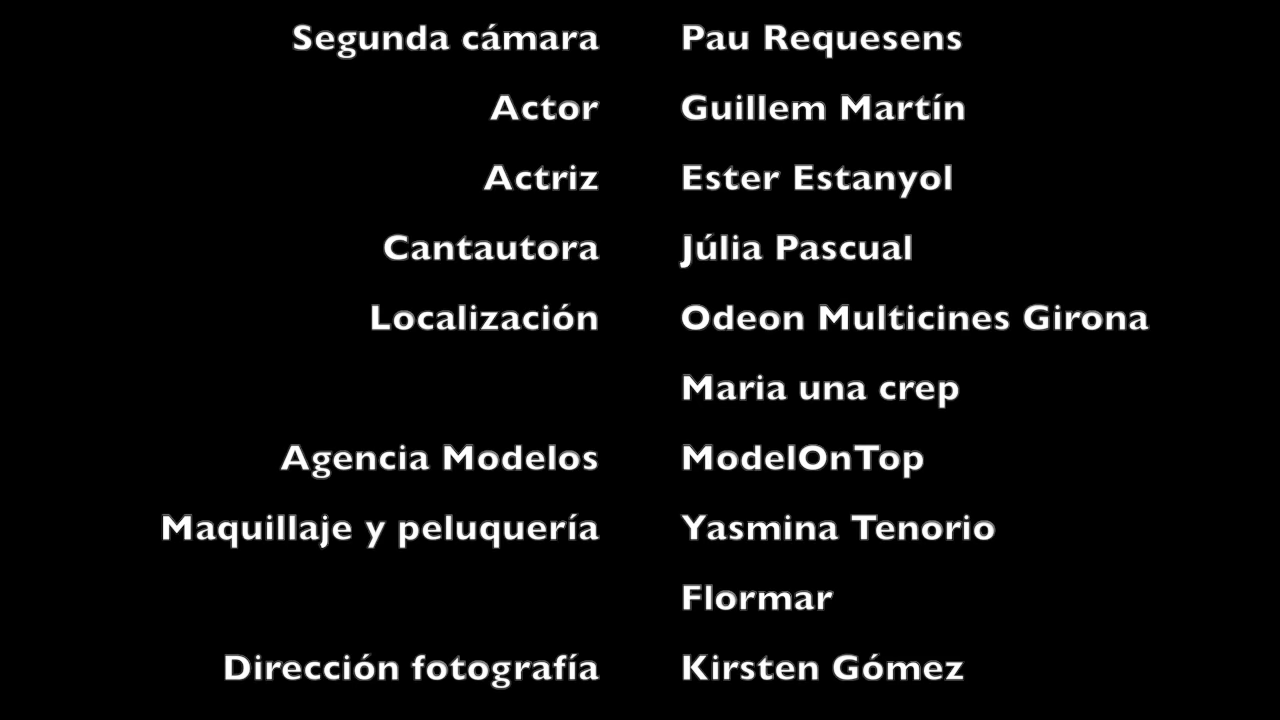 Segunda cámara Pau Requesens
Actor Guillem Martín
Actriz Ester Estanyol
Cantautora Júlia Pascual
Localización Odeon Multicines Girona
Maria una crep
Agencia Modelos ModelOnTop
Maquillaje y peluquería Yasmina Tenorio
Flormar
Dirección fotografía Kirsten Gómez